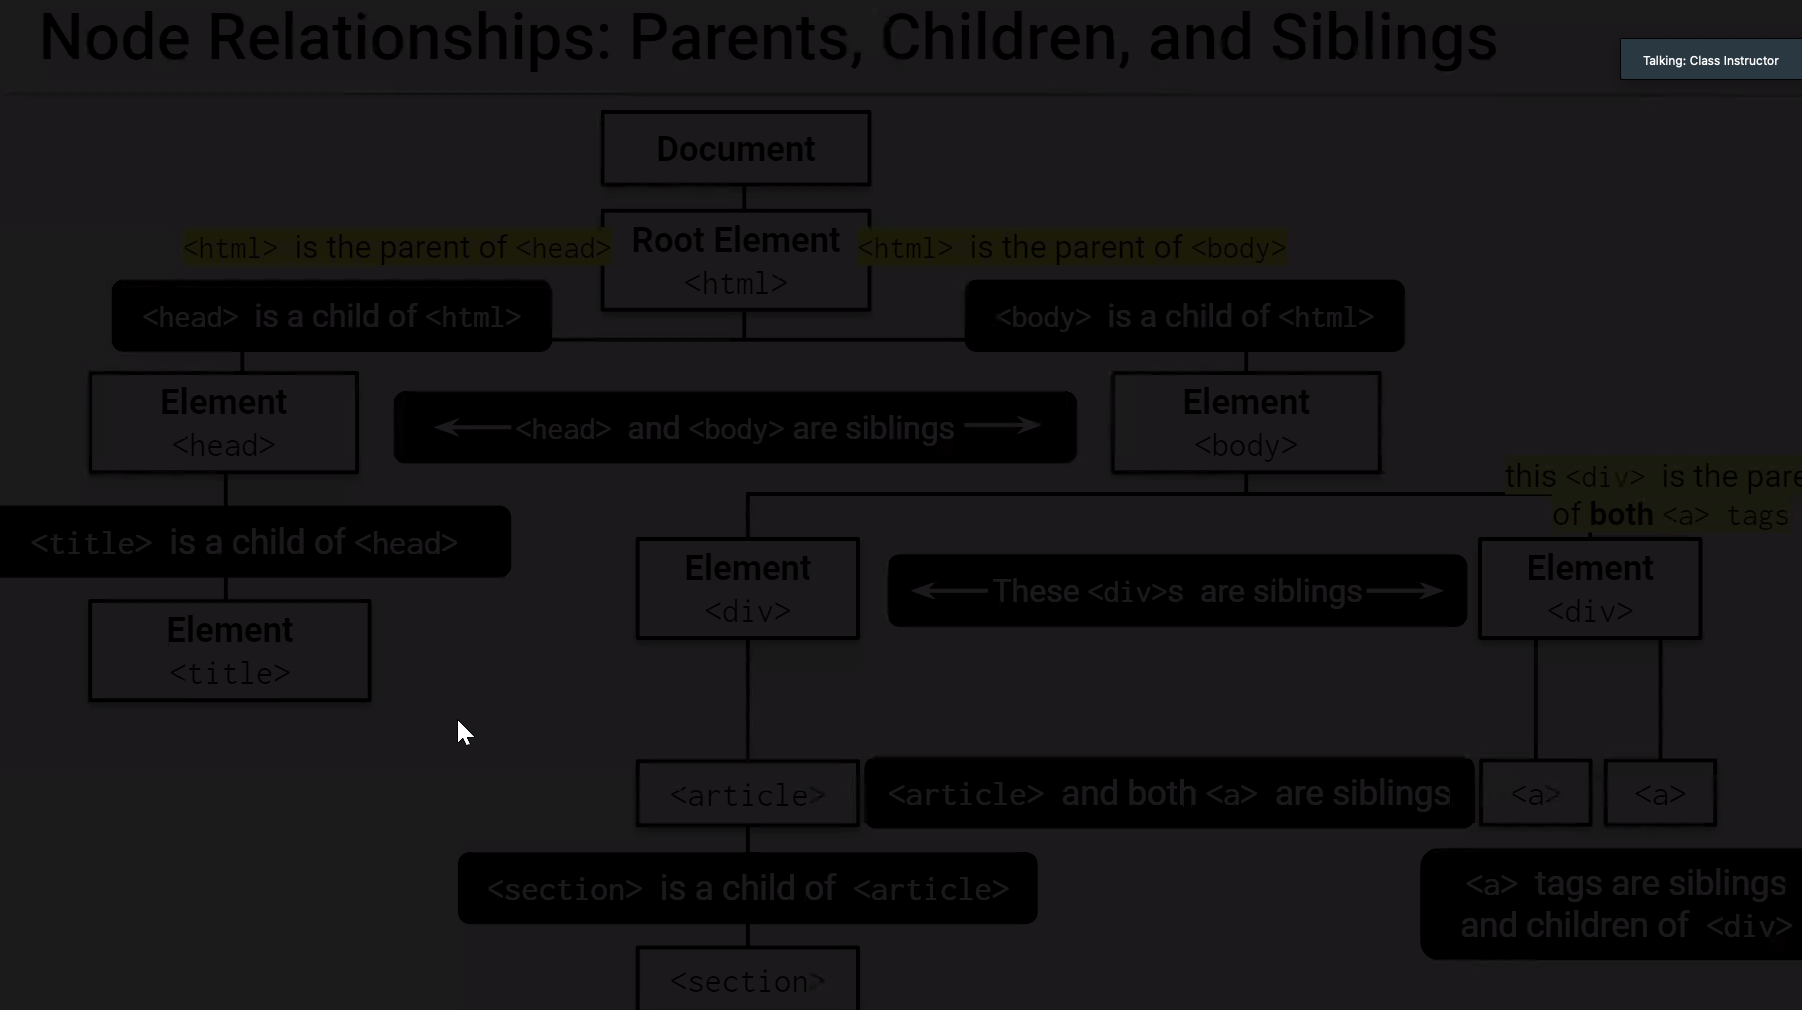 Node Relationships: Parents, Children, and Siblings
Talking: Class Instructor
Document
<html> is the parent of <head>
Root Element
<html>
<html> is the parent of <body>
<head> is a child of <html>
<body> is a child of <html>
Element
<head>
<head> and <body> are siblings
Element
<body>
this <div> is the
of both <a> tags
<title> is a child of <head>
Element
<div>
These <div>s are siblings
Element
<div>
Element
<title>
<article>
<article> and both <a> are siblings
<a>
<a>
<section> is a child of <article>
<a> tags are siblings
and children of <div>
<section>